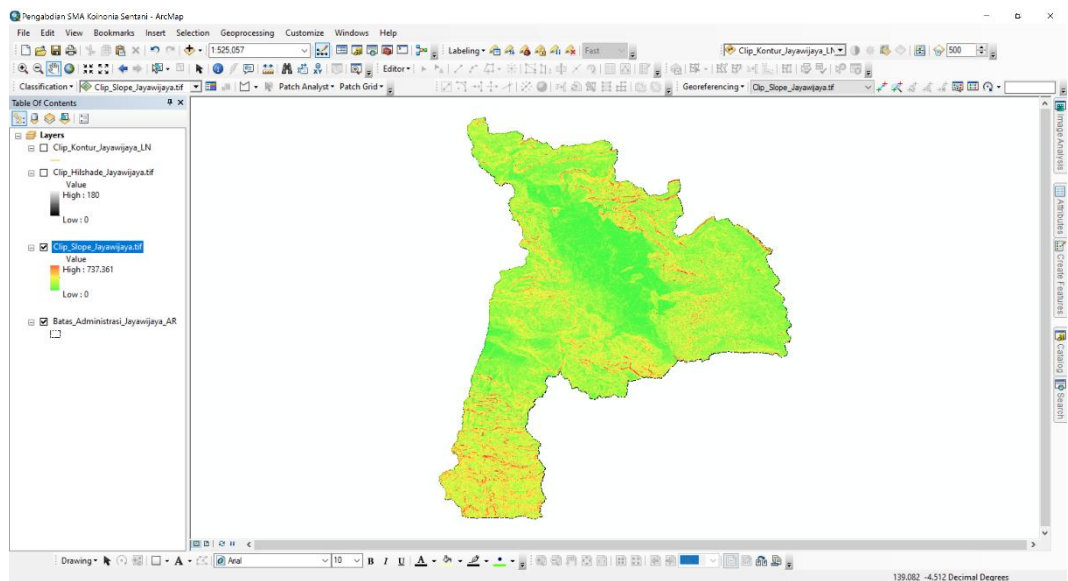 Pengabdian SMA Koinonia Sentani - ArcMap
File Edit View Bookmarks Insert Selection Geoprocessing Customize Windows Help
1:525.057 Labeling Fast Clip_Kontur_Jayawijaya_LN 500
Editor
Classification Clip_Slope_Jayawijaya.tif Patch Analyst Patch Grid Georeferencing Clip_Slope_Jayawijaya.tif
Table Of Contents
Layers
Clip_Kontur_Jayawijaya_LN
Clip_Hilshade_Jayawijaya.tif
Value
High : 180
Low : 0
Clip_Slope_Jayawijaya.tif
Value
High : 737.361
Low : 0
Batas_Administrasi_Jayawijaya_AR
Image Analysis
Attributes
Create Features
Catalog
Search
Drawing A Arial 10 B I U A
139.082 -4.512 Decimal Degrees